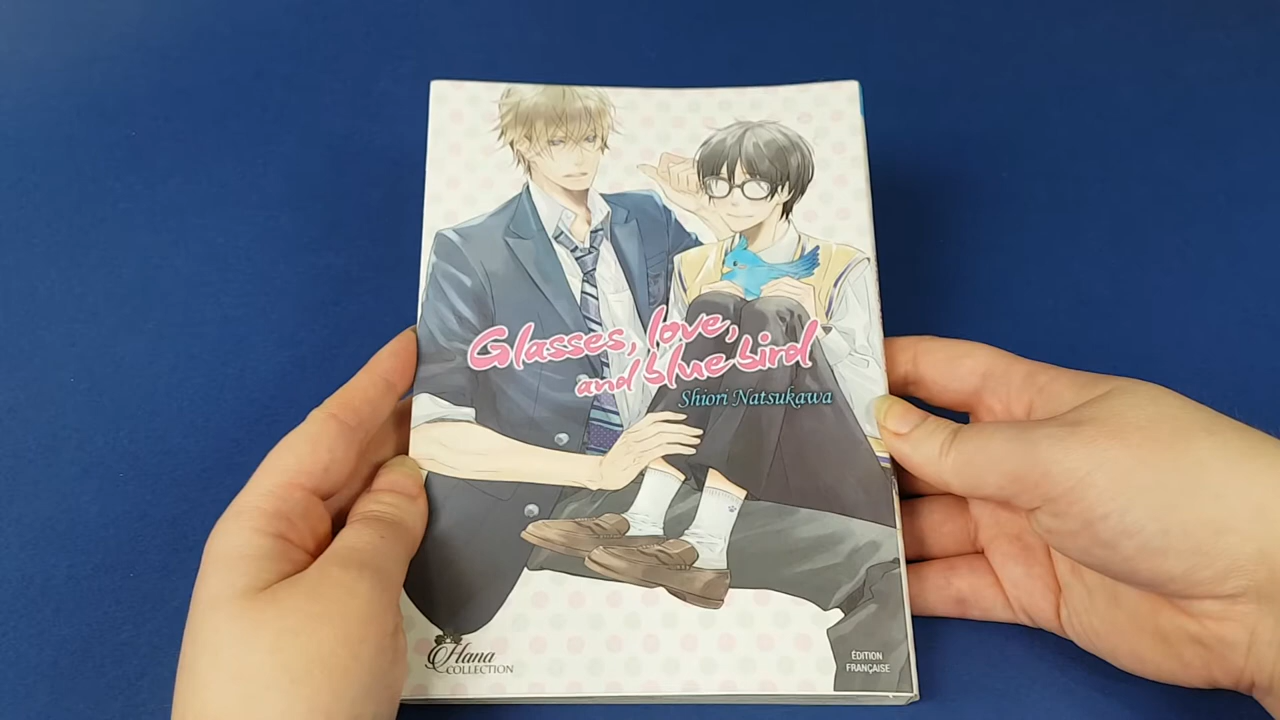 Glasses, love,
and blue bird
Shiori Natsukawa
Hana
COLLECTION
ÉDITION
FRANÇAISE